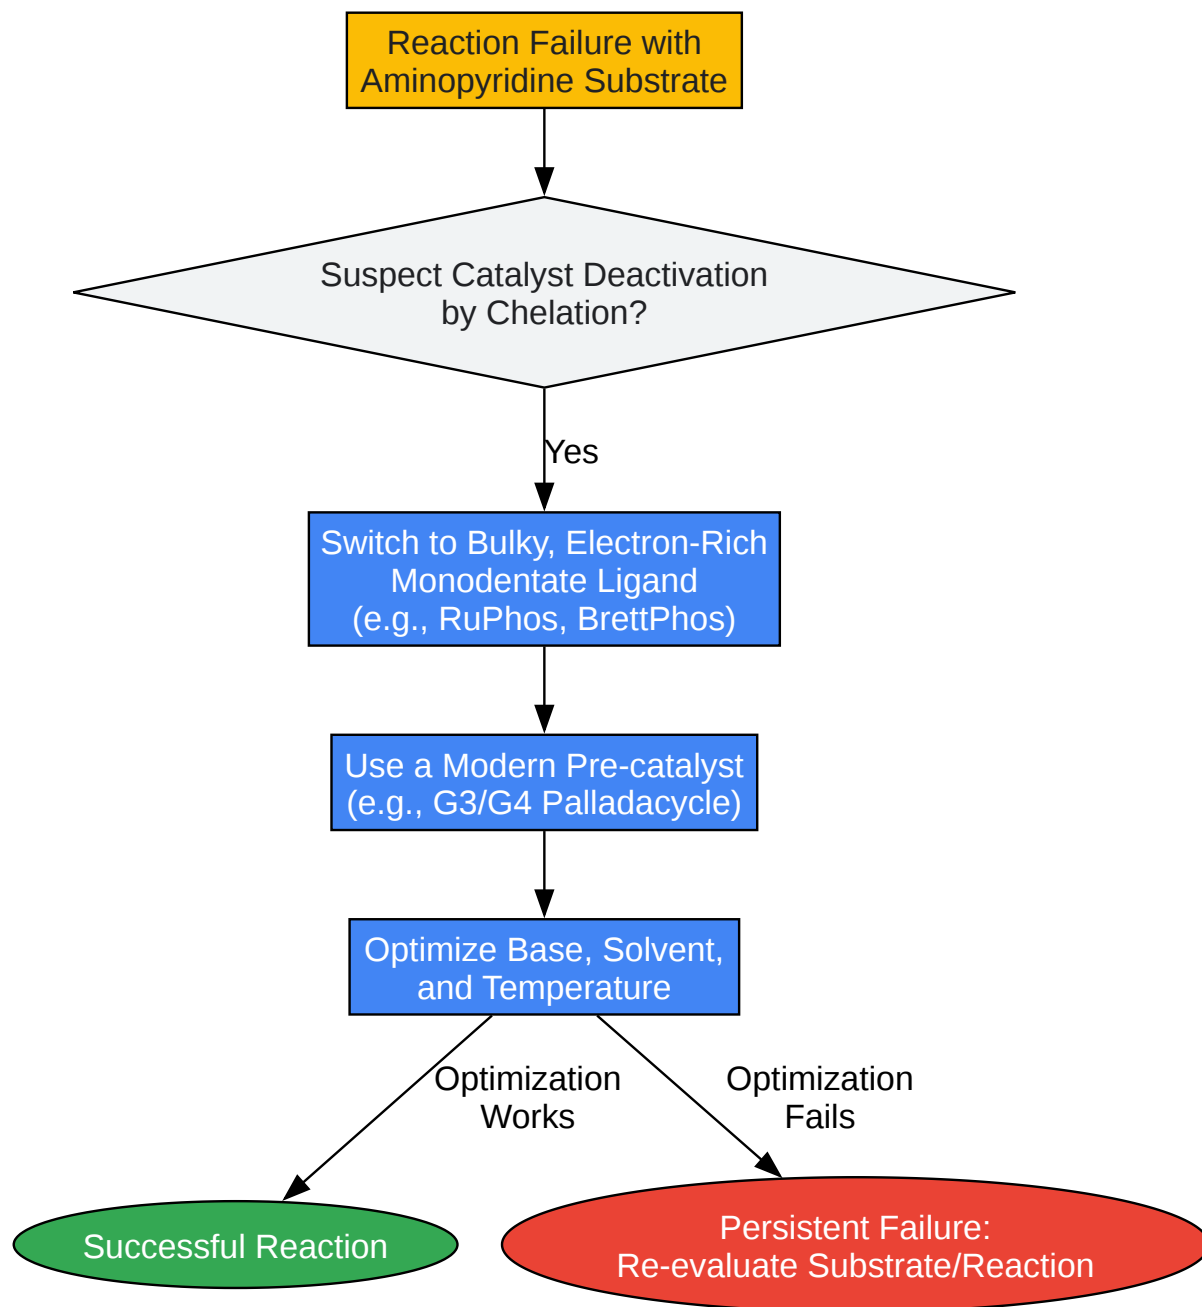 Reaction Failure with
Aminopyridine Substrate
Suspect Catalyst Deactivation
by Chelation?
Yes
Switch to Bulky, Electron-Rich
Monodentate Ligand
(e.g., RuPhos, BrettPhos)
Use a Modern Pre-catalyst
(e.g., G3/G4 Palladacycle)
Optimize Base, Solvent,
and Temperature
Optimization
Works
Optimization
Fails
Successful Reaction
Persistent Failure:
Re-evaluate Substrate/Reaction